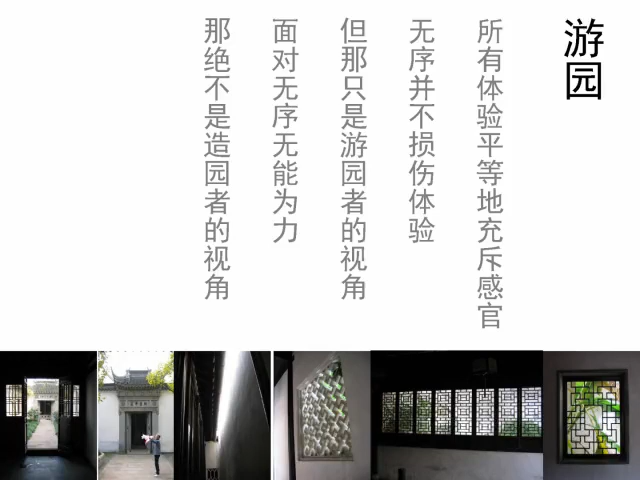 游园
所有体验平等地充斥感官
无序并不损伤体验
但那只是游园者的视角
面对无序无能为力
那绝不是造园者的视角